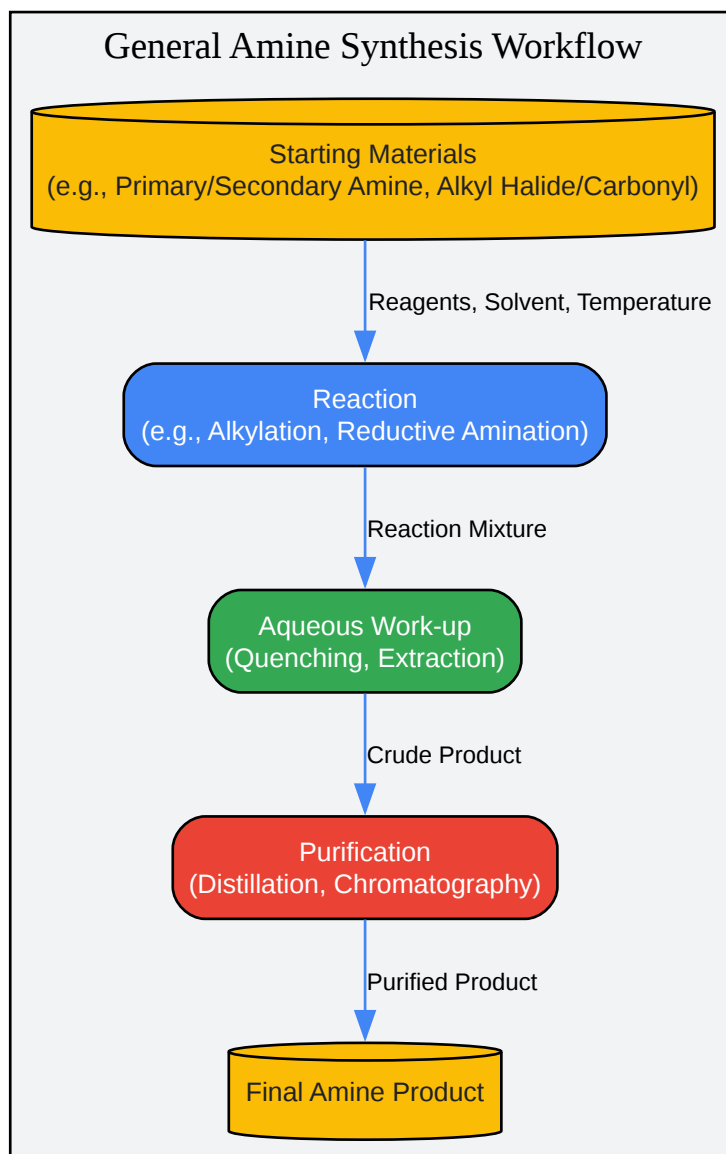 General Amine Synthesis Workflow
Starting Materials
(e.g., Primary/Secondary Amine, Alkyl Halide/Carbonyl)
Reagents, Solvent, Temperature
Reaction
(e.g., Alkylation, Reductive Amination)
Reaction Mixture
Aqueous Work-up
(Quenching, Extraction)
Crude Product
Purification
(Distillation, Chromatography)
Purified Product
Final Amine Product